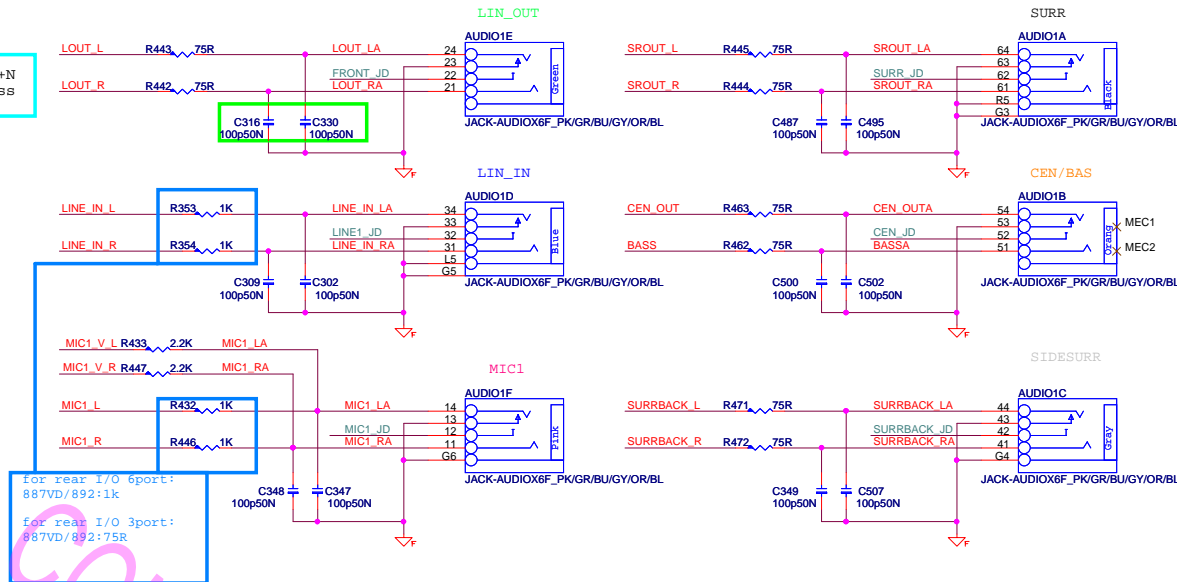 +N
ss
LIN_OUT
AUDIO1E
LOUT_L R443 75R LOUT_LA 24
23
FRONT_JD 22
LOUT_R R442 75R LOUT_RA 21
Green
C316 C330
100p50N 100p50N
JACK-AUDIOX6F_PK/GR/BU/GY/OR/BL
F
SURR
AUDIO1A
SROUT_L R445 75R SROUT_LA 64
63
SURR_JD 62
SROUT_R R444 75R SROUT_RA 61
R5
G3
Black
C487 C495
100p50N 100p50N
JACK-AUDIOX6F_PK/GR/BU/GY/OR/BL
F
LIN_IN
AUDIO1D
LINE_IN_L R353 1K LINE_IN_LA 34
33
LINE1_JD 32
LINE_IN_R R354 1K LINE_IN_RA 31
L5
G5
Blue
C309 C302
100p50N 100p50N
JACK-AUDIOX6F_PK/GR/BU/GY/OR/BL
F
CEN/BAS
AUDIO1B
CEN_OUT R463 75R CEN_OUTA 54
53
CEN_JD 52
BASS R462 75R BASSA 51
Orang
MEC1
MEC2
C500 C502
100p50N 100p50N
JACK-AUDIOX6F_PK/GR/BU/GY/OR/BL
F
MIC1_V_L R433 2.2K MIC1_LA
MIC1_V_R R447 2.2K MIC1_RA
MIC1
AUDIO1F
MIC1_L R432 1K MIC1_LA 14
13
MIC1_JD 12
MIC1_R R446 1K MIC1_RA 11
G6
Pink
C348 C347
100p50N 100p50N
JACK-AUDIOX6F_PK/GR/BU/GY/OR/BL
F
SIDESURR
AUDIO1C
SURRBACK_L R471 75R SURRBACK_LA 44
43
SURRBACK_JD 42
SURRBACK_R R472 75R SURRBACK_RA 41
G4
Gray
C349 C507
100p50N 100p50N
JACK-AUDIOX6F_PK/GR/BU/GY/OR/BL
F
for rear I/O 6port:
887VD/892:1k
for rear I/O 3port:
887VD/892:75R